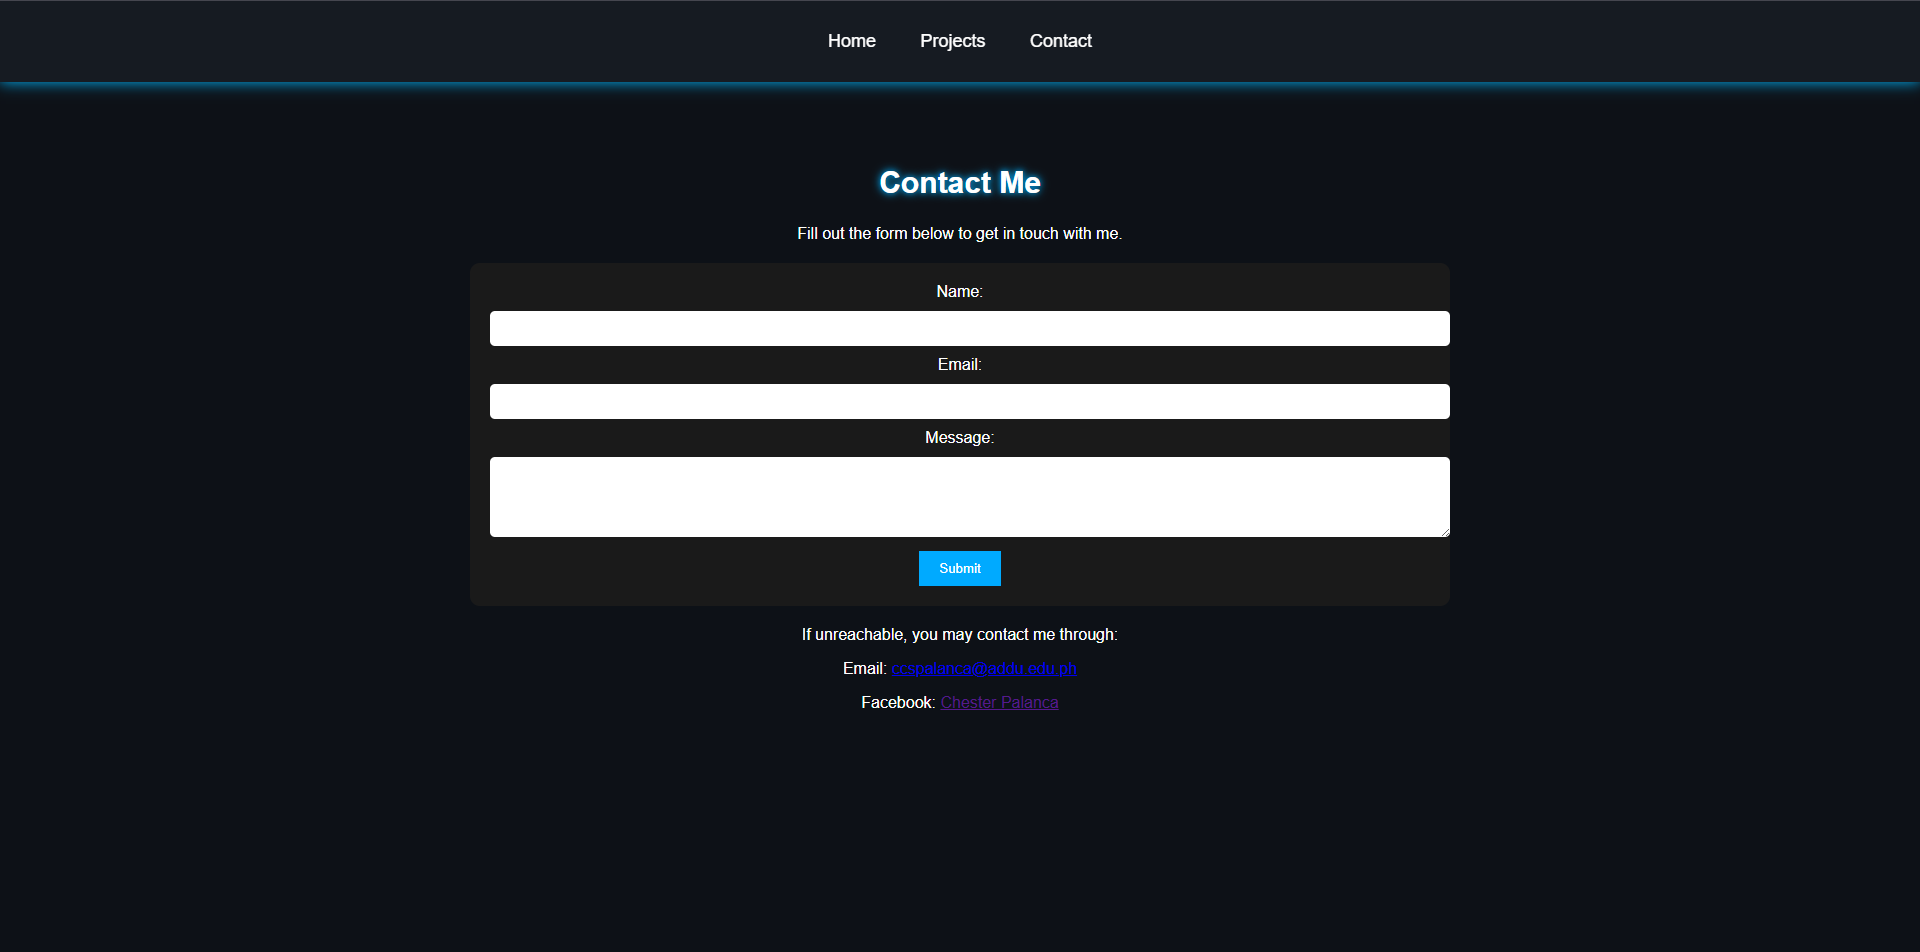 Home Projects Contact
Contact Me
Fill out the form below to get in touch with me.
Name:
Email:
Message:
Submit
If unreachable, you may contact me through:
Email: ccspalanca@addu.edu.ph
Facebook: Chester Palanca